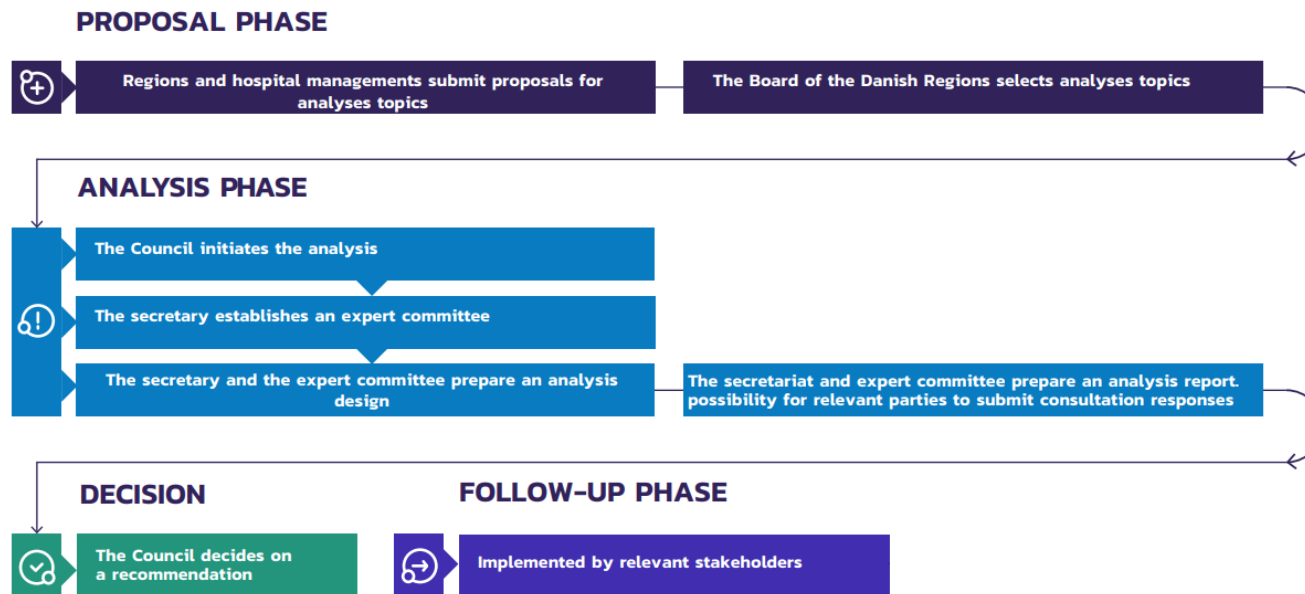 PROPOSAL PHASE
Regions and hospital managements submit proposals for
analyses topics
The Board of the Danish Regions selects analyses topics
ANALYSIS PHASE
The Council initiates the analysis
The secretary establishes an expert committee
The secretary and the expert committee prepare an analysis
design
The secretariat and expert committee prepare an analysis report.
possibility for relevant parties to submit consultation responses
DECISION
The Council decides on
a recommendation
FOLLOW-UP PHASE
Implemented by relevant stakeholders